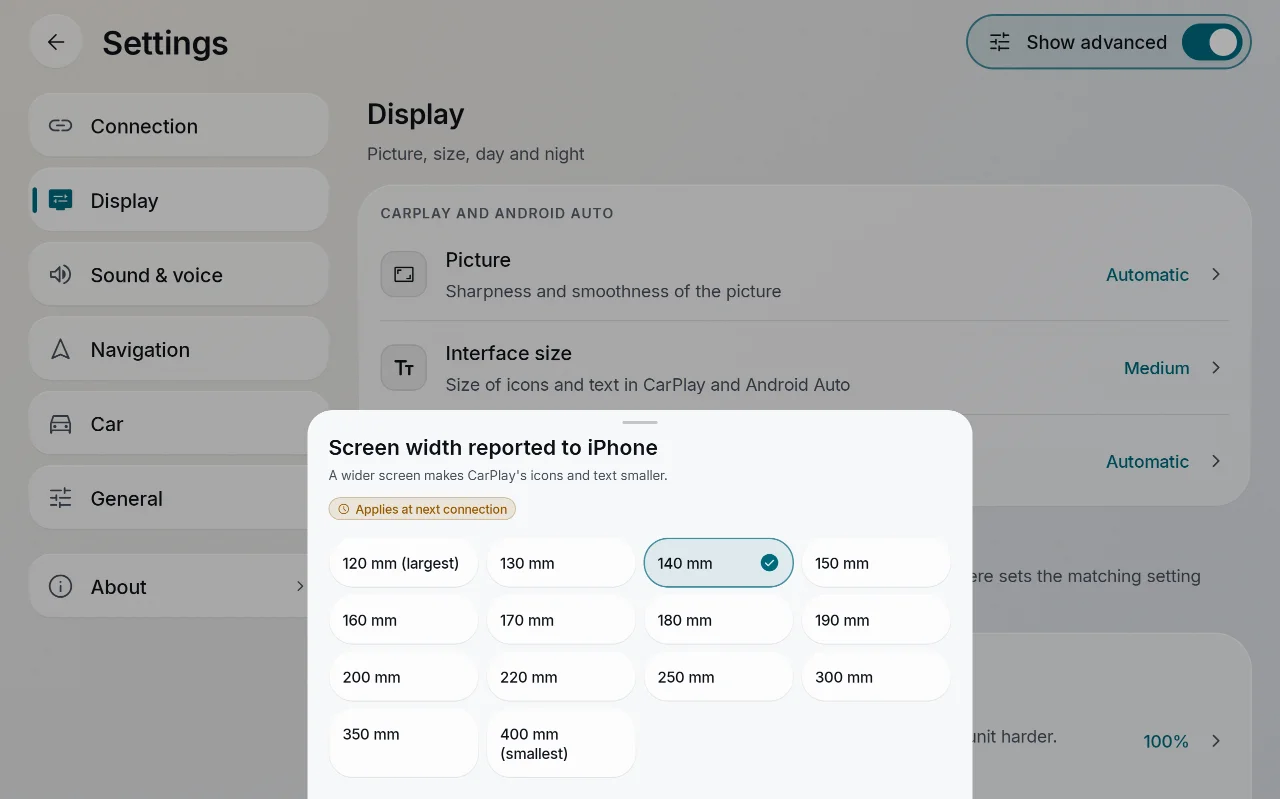 Settings
Show advanced
Connection
Display
Sound & voice
Navigation
Car
General
About
Display
Picture, size, day and night
CARPLAY AND ANDROID AUTO
Picture
Sharpness and smoothness of the picture
Automatic
Interface size
Size of icons and text in CarPlay and Android Auto
Medium
Automatic
ere sets the matching setting
unit harder.
100%
Screen width reported to iPhone
A wider screen makes CarPlay's icons and text smaller.
Applies at next connection
120 mm (largest)
130 mm
140 mm
150 mm
160 mm
170 mm
180 mm
190 mm
200 mm
220 mm
250 mm
300 mm
350 mm
400 mm
(smallest)